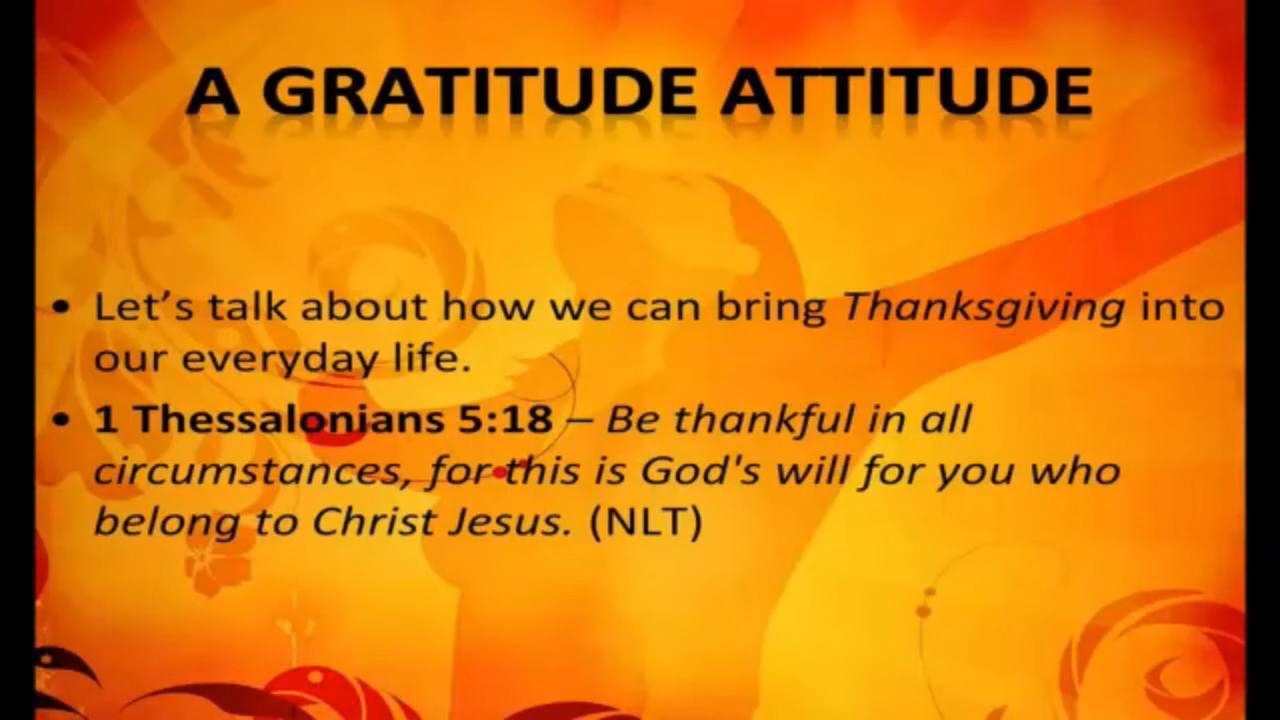 A GRATITUDE ATTITUDE
• Let’s talk about how we can bring Thanksgiving into
our everyday life.
• 1 Thessalonians 5:18 – Be thankful in all
circumstances, for this is God's will for you who
belong to Christ Jesus. (NLT)